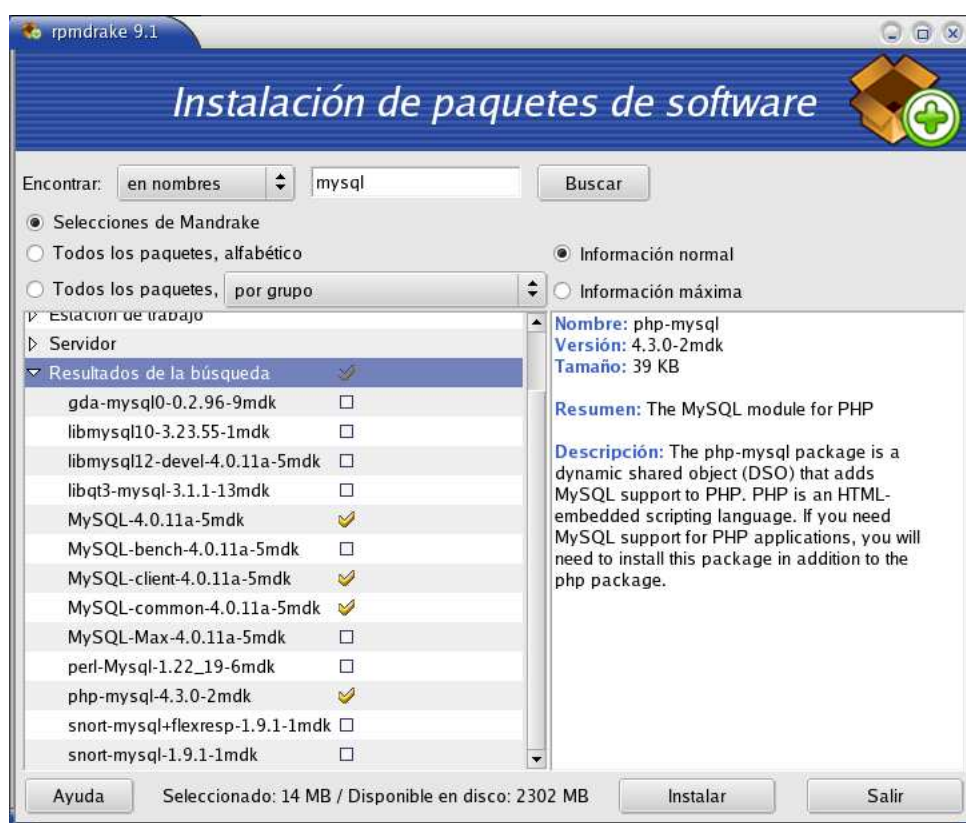 rpmdrake 9.1
Instalación de paquetes de software
Encontrar: en nombres mysql Buscar
Selecciones de Mandrake
Todos los paquetes, alfabético
Todos los paquetes, por grupo
Información normal
Información máxima
Estación de trabajo
Servidor
Resultados de la búsqueda
gda-mysql0-0.2.96-9mdk
libmysql10-3.23.55-1mdk
libmysql12-devel-4.0.11a-5mdk
libqt3-mysql-3.1.1-13mdk
MySQL-4.0.11a-5mdk
MySQL-bench-4.0.11a-5mdk
MySQL-client-4.0.11a-5mdk
MySQL-common-4.0.11a-5mdk
MySQL-Max-4.0.11a-5mdk
perl-Mysql-1.22_19-6mdk
php-mysql-4.3.0-2mdk
snort-mysql+flexresp-1.9.1-1mdk
snort-mysql-1.9.1-1mdk
Nombre: php-mysql
Versión: 4.3.0-2mdk
Tamaño: 39 KB
Resumen: The MySQL module for PHP
Descripción: The php-mysql package is a
dynamic shared object (DSO) that adds
MySQL support to PHP. PHP is an HTML-
embedded scripting language. If you need
MySQL support for PHP applications, you will
need to install this package in addition to the
php package.
Ayuda Seleccionado: 14 MB / Disponible en disco: 2302 MB Instalar Salir